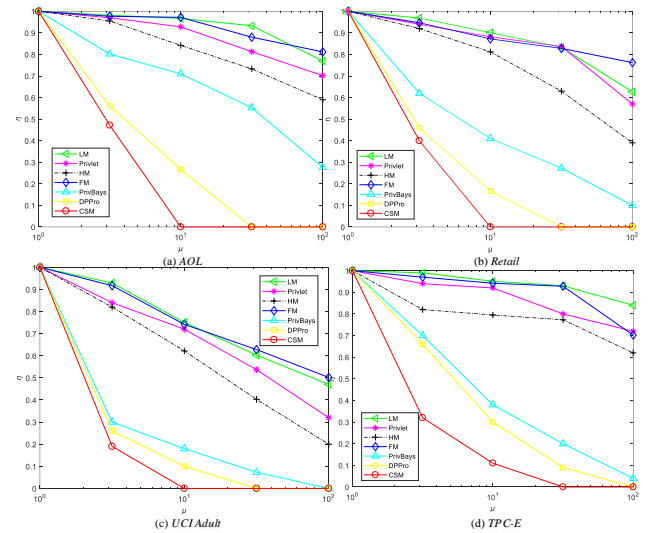 1
0.9
0.8
0.7
0.6
0.5
0.4
0.3
0.2
0.1
0
η
10^0
10^1
10^2
μ
LM
Privlet
HM
FM
PrivBays
DPPro
CSM
(a) AOL
1
0.9
0.8
0.7
0.6
0.5
0.4
0.3
0.2
0.1
0
η
10^0
10^1
10^2
μ
LM
Privlet
HM
FM
PrivBays
DPPro
CSM
(b) Retail
1
0.9
0.8
0.7
0.6
0.5
0.4
0.3
0.2
0.1
0
η
10^0
10^1
10^2
μ
LM
Privlet
HM
FM
PrivBays
DPPro
CSM
(c) UCI Adult
1
0.9
0.8
0.7
0.6
0.5
0.4
0.3
0.2
0.1
0
η
10^0
10^1
10^2
μ
LM
Privlet
HM
FM
PrivBays
DPPro
CSM
(d) TPC-E